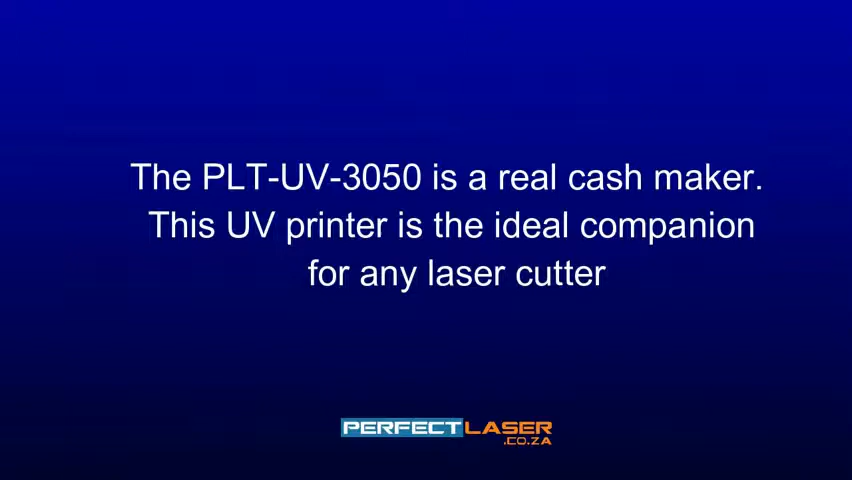 The PLT-UV-3050 is a real cash maker.
This UV printer is the ideal companion
for any laser cutter
PERFECTLASER
.CO.ZA